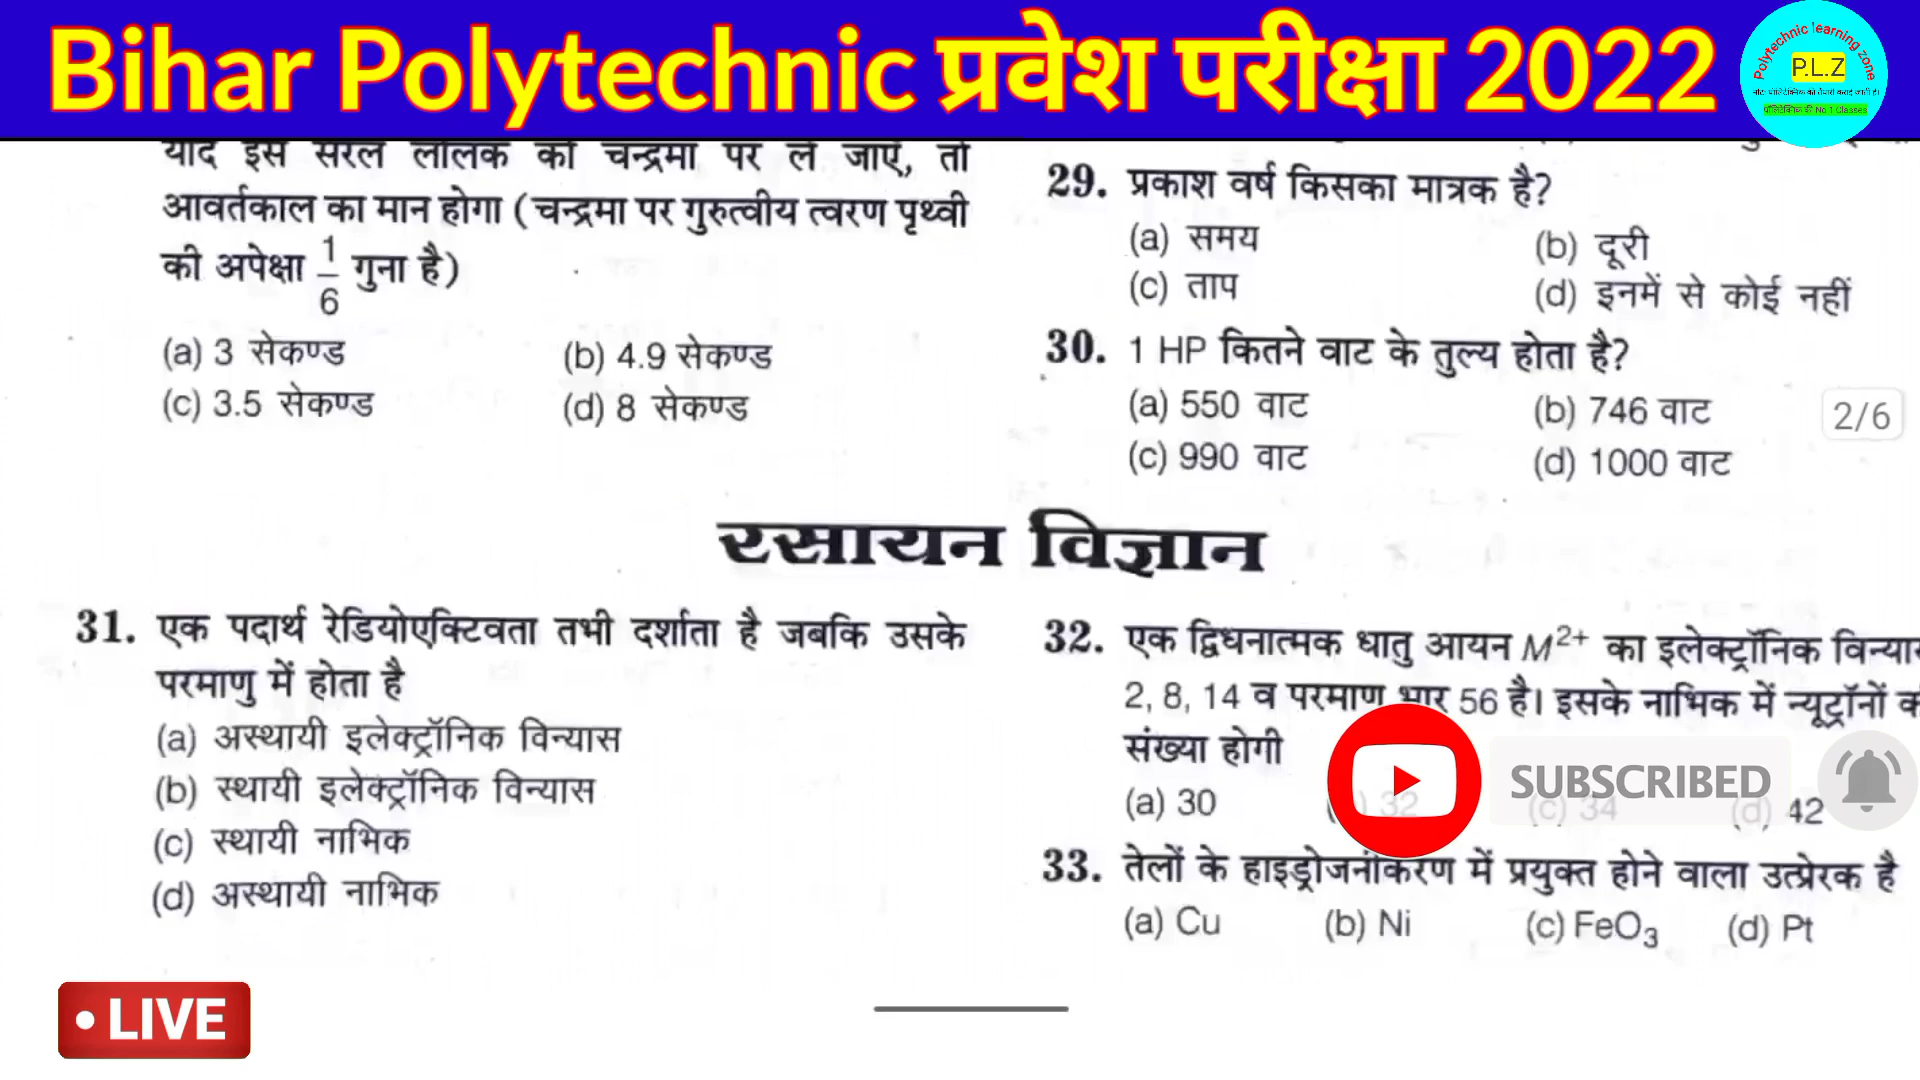 Bihar Polytechnic प्रवेश परीक्षा 2022
Polytechnic learning zone
P.L.Z
पॉलिटेक्निक की No 1 Classes
यदि इस सरल लोलक को चन्द्रमा पर ले जाएँ, तो
आवर्तकाल का मान होगा (चन्द्रमा पर गुरुत्वीय त्वरण पृथ्वी
की अपेक्षा 1/6 गुना है)
(a) 3 सेकण्ड (b) 4.9 सेकण्ड
(c) 3.5 सेकण्ड (d) 8 सेकण्ड
29. प्रकाश वर्ष किसका मात्रक है?
(a) समय (b) दूरी
(c) ताप (d) इनमें से कोई नहीं
30. 1 HP कितने वाट के तुल्य होता है?
(a) 550 वाट (b) 746 वाट
(c) 990 वाट (d) 1000 वाट
2/6
रसायन विज्ञान
31. एक पदार्थ रेडियोएक्टिवता तभी दर्शाता है जबकि उसके
परमाणु में होता है
(a) अस्थायी इलेक्ट्रॉनिक विन्यास
(b) स्थायी इलेक्ट्रॉनिक विन्यास
(c) स्थायी नाभिक
(d) अस्थायी नाभिक
32. एक द्विधनात्मक धातु आयन M²⁺ का इलेक्ट्रॉनिक
2, 8, 14 व परमाणु भार 56 है। इसके नाभिक में न्यूट्रॉनों
संख्या होगी
(a) 30 32 (c) 34 (d) 42
SUBSCRIBED
33. तेलों के हाइड्रोजनीकरण में प्रयुक्त होने वाला उत्प्रेरक है
(a) Cu (b) Ni (c) FeO₃ (d) Pt
LIVE